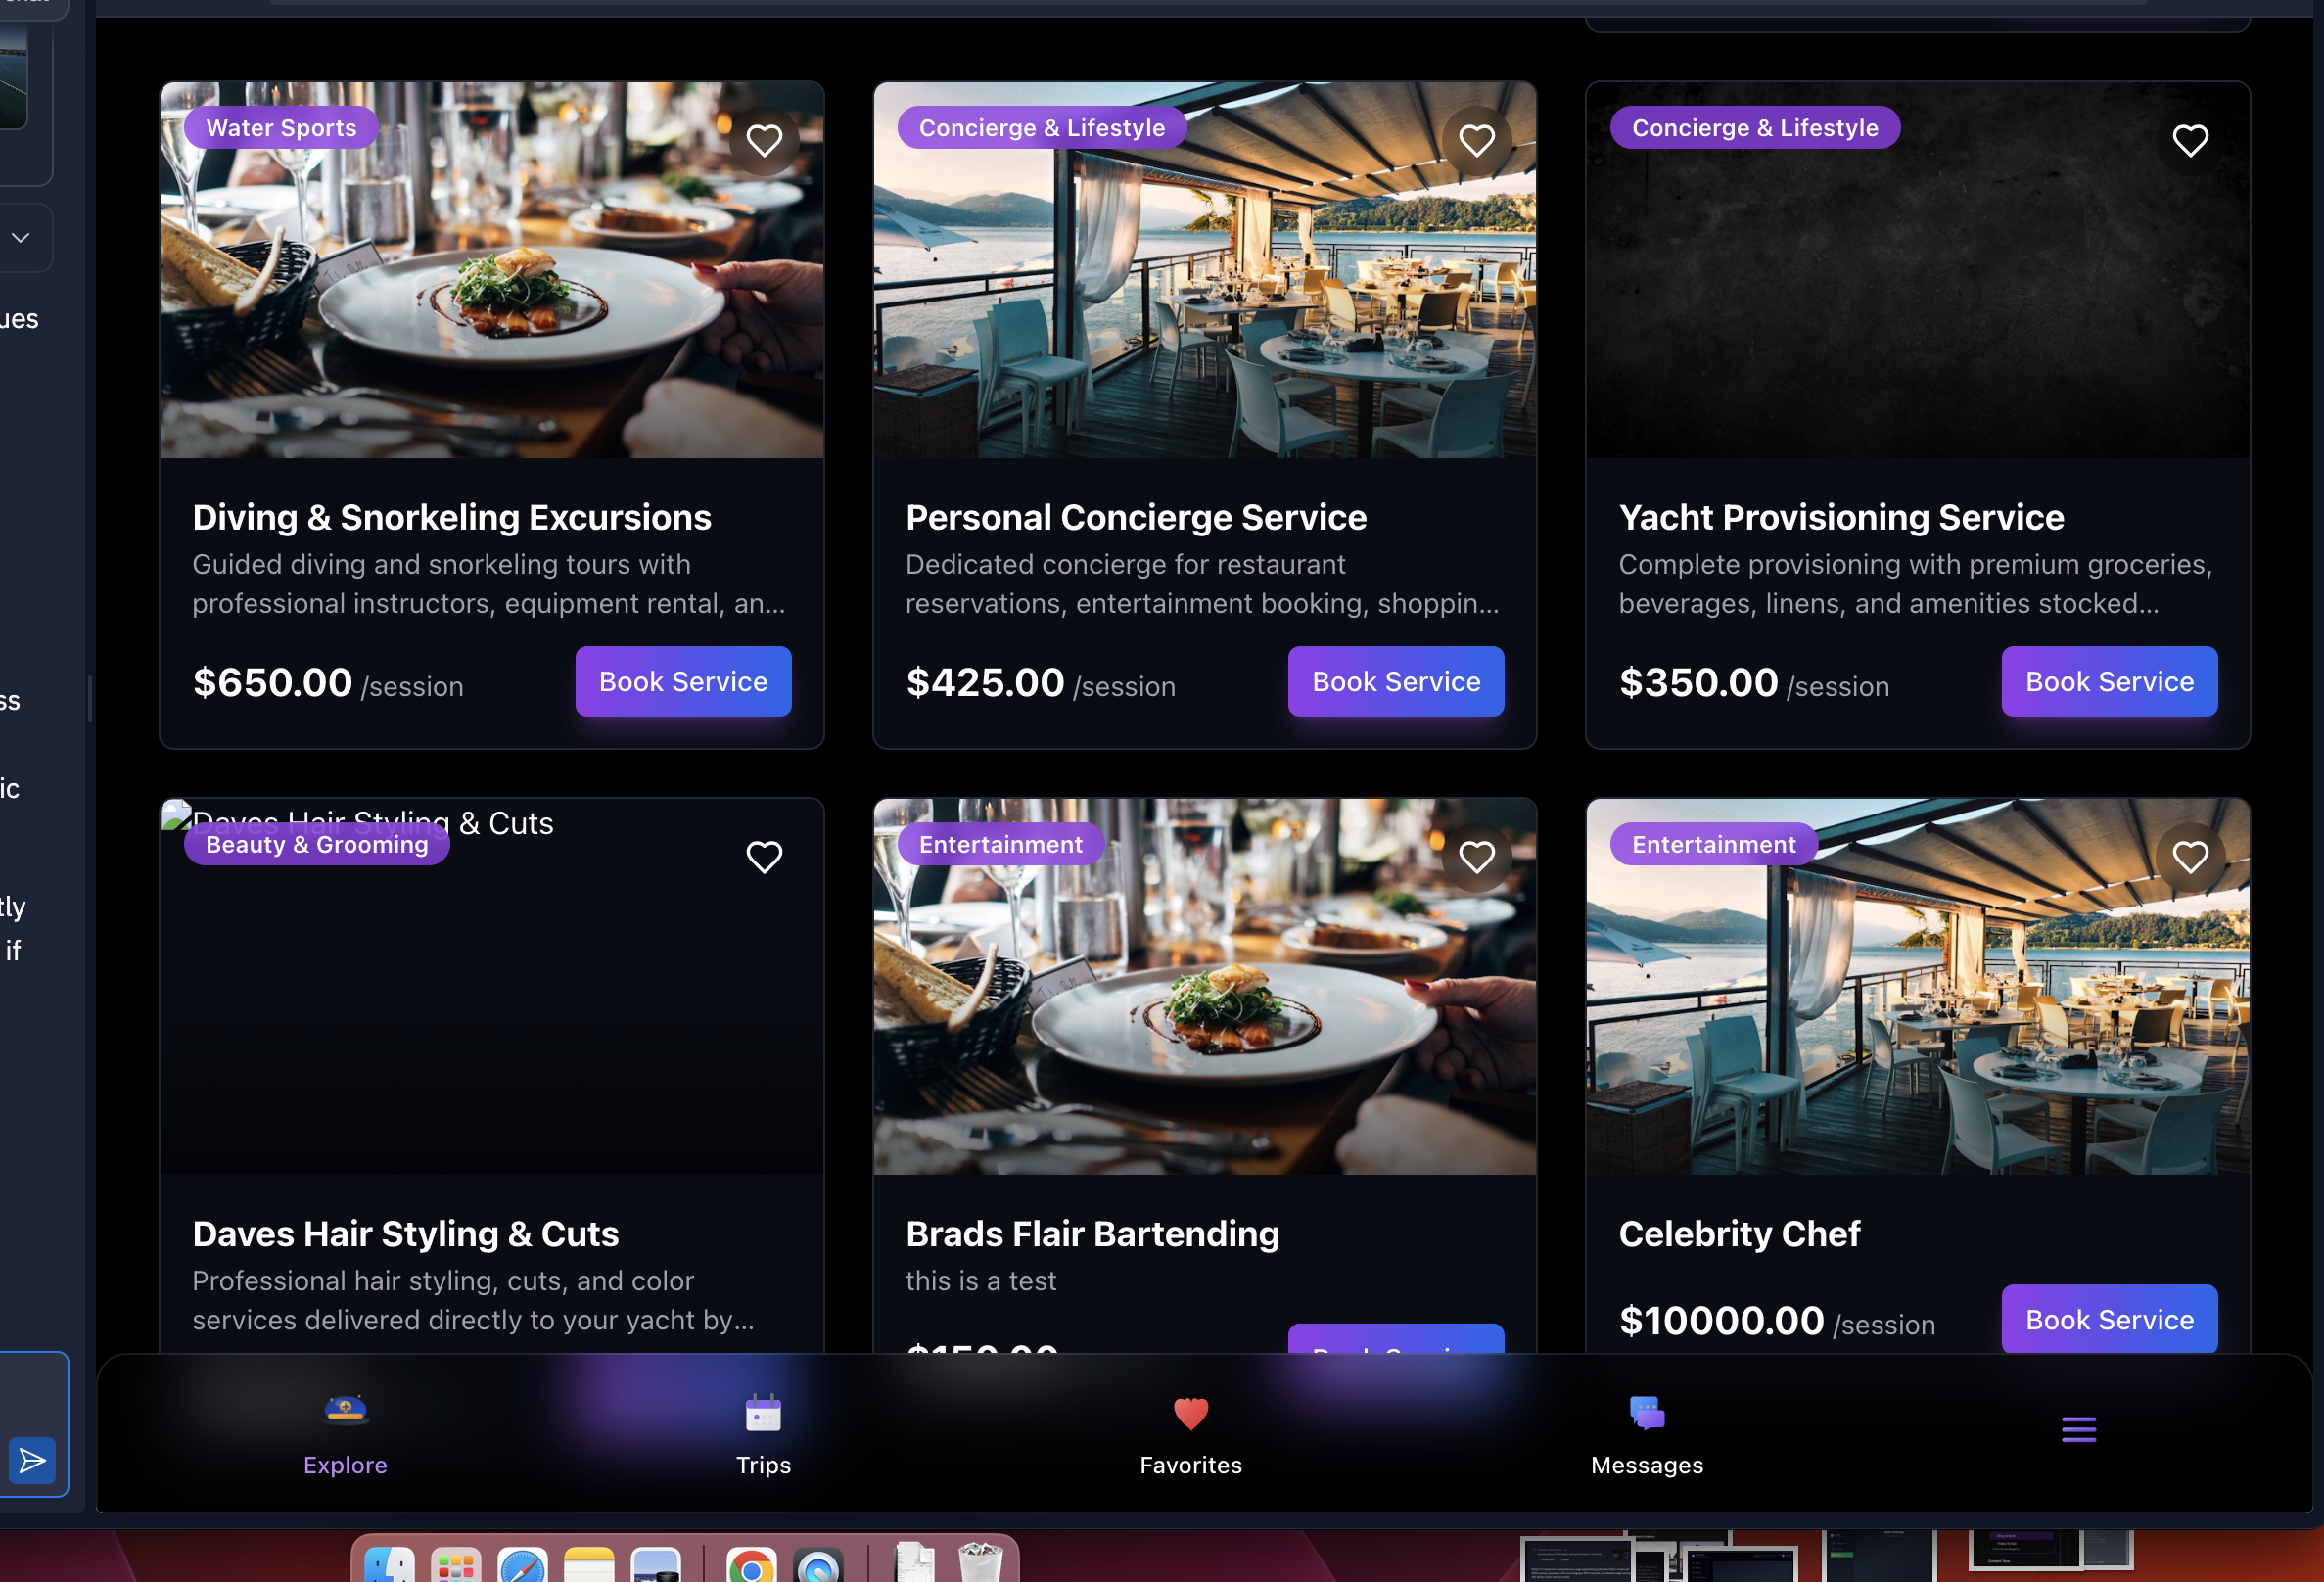 ues
ss
ic
tly
if
Water Sports
Concierge & Lifestyle
Concierge & Lifestyle
Diving & Snorkeling Excursions
Guided diving and snorkeling tours with
professional instructors, equipment rental, an...
$650.00 /session
Book Service
Personal Concierge Service
Dedicated concierge for restaurant
reservations, entertainment booking, shoppin...
$425.00 /session
Book Service
Yacht Provisioning Service
Complete provisioning with premium groceries,
beverages, linens, and amenities stocked...
$350.00 /session
Book Service
Daves Hair Styling & Cuts
Beauty & Grooming
Entertainment
Entertainment
Daves Hair Styling & Cuts
Professional hair styling, cuts, and color
services delivered directly to your yacht by...
Brads Flair Bartending
this is a test
$150.00
Book Service
Celebrity Chef
$10000.00 /session
Book Service
Explore
Trips
Favorites
Messages